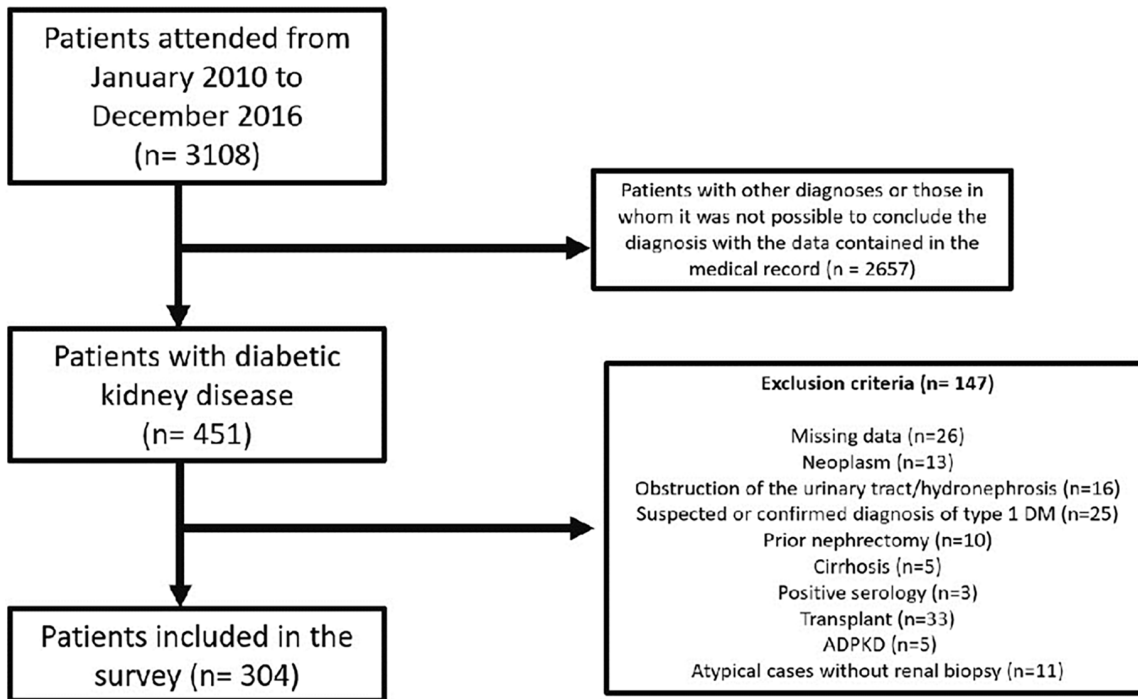 Patients attended from
January 2010 to
December 2016
(n= 3108)
Patients with other diagnoses or those in
whom it was not possible to conclude the
diagnosis with the data contained in the
medical record (n = 2657)
Patients with diabetic
kidney disease
(n= 451)
Exclusion criteria (n= 147)
Missing data (n=26)
Neoplasm (n=13)
Obstruction of the urinary tract/hydronephrosis (n=16)
Suspected or confirmed diagnosis of type 1 DM (n=25)
Prior nephrectomy (n=10)
Cirrhosis (n=5)
Positive serology (n=3)
Transplant (n=33)
ADPKD (n=5)
Atypical cases without renal biopsy (n=11)
Patients included in the
survey (n= 304)